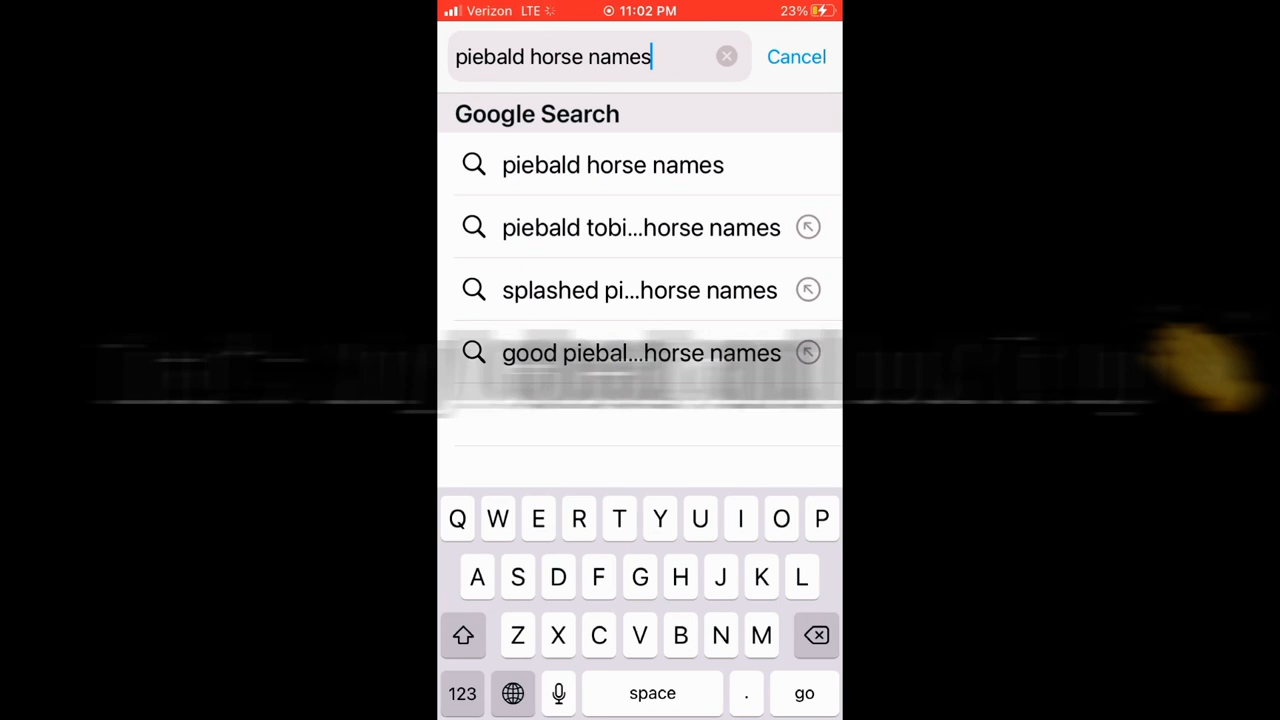 Verizon LTE 11:02 PM 23%
piebald horse names Cancel
Google Search
piebald horse names
piebald tobi...horse names
splashed pi...horse names
good piebal...horse names
Q W E R T Y U I O P
A S D F G H J K L
Z X C V B N M
123 space . go